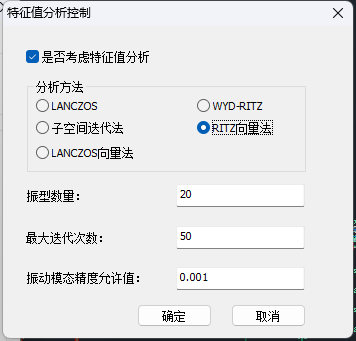 特征值分析控制
是否考虑特征值分析
分析方法
LANCZOS
WYD-RITZ
子空间迭代法
RITZ向量法
LANCZOS向量法
振型数量：
20
最大迭代次数：
50
振动模态精度允许值：
0.001
确定
取消